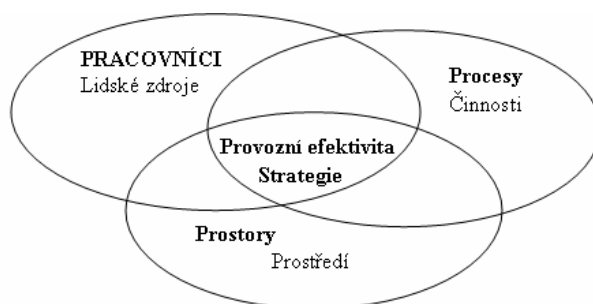 PRACOVNÍCI
Lidské zdroje
Procesy
Činnosti
Provozní efektivita
Strategie
Prostory
Prostředí